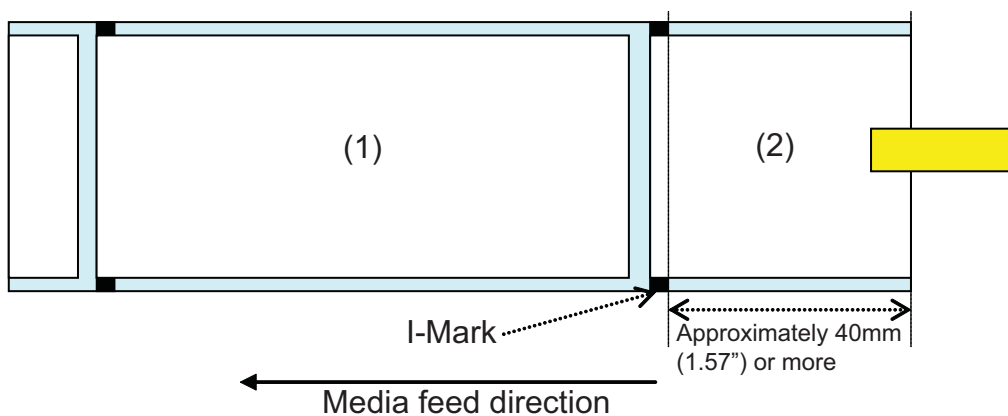 (1)
(2)
I-Mark
Approximately 40mm
(1.57”) or more
Media feed direction